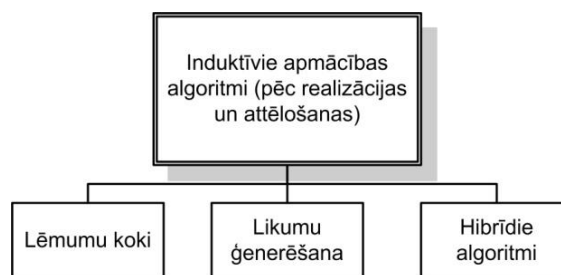 Induktīvie apmācības
algoritmi (pēc realizācijas
un attēlošanas)
Lēmumu koki
Likumu
ģenerēšana
Hibrīdie
algoritmi